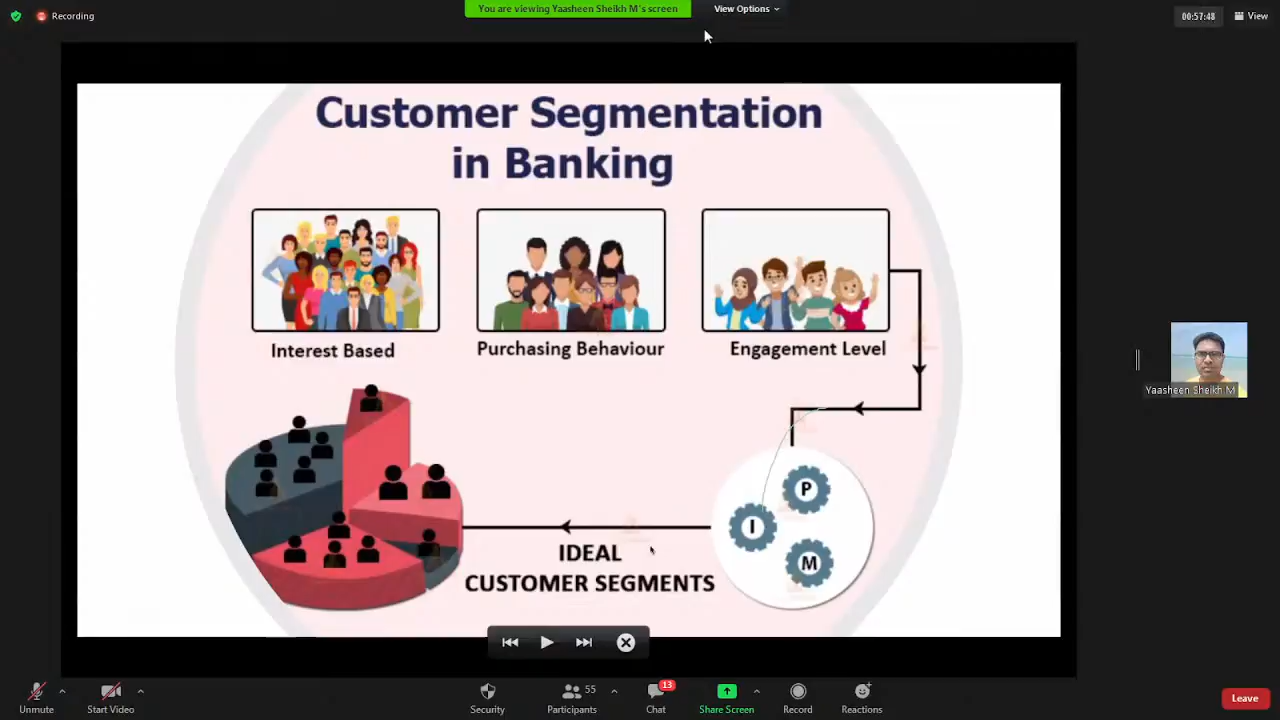 Recording
You are viewing Yaasheen Sheikh M's screen
View Options
00:57:48
View
Customer Segmentation
in Banking
Interest Based
Purchasing Behaviour
Engagement Level
Yaasheen Sheikh M
P
I
M
IDEAL
CUSTOMER SEGMENTS
Unmute
Start Video
Security
55
Participants
13
Chat
Share Screen
Record
Reactions
Leave